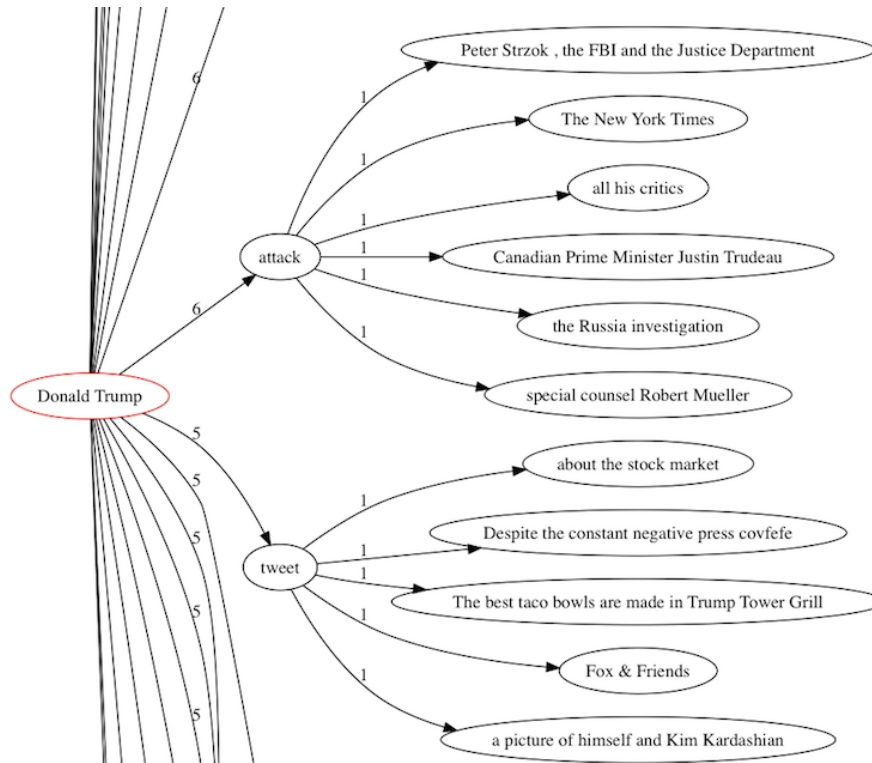 Peter Strzok , the FBI and the Justice Department
6
1
The New York Times
1
all his critics
1
attack
1
Canadian Prime Minister Justin Trudeau
1
6
the Russia investigation
1
Donald Trump
special counsel Robert Mueller
5
about the stock market
5
1
5
Despite the constant negative press covfefe
1
tweet
1
The best taco bowls are made in Trump Tower Grill
5
1
Fox & Friends
1
5
a picture of himself and Kim Kardashian